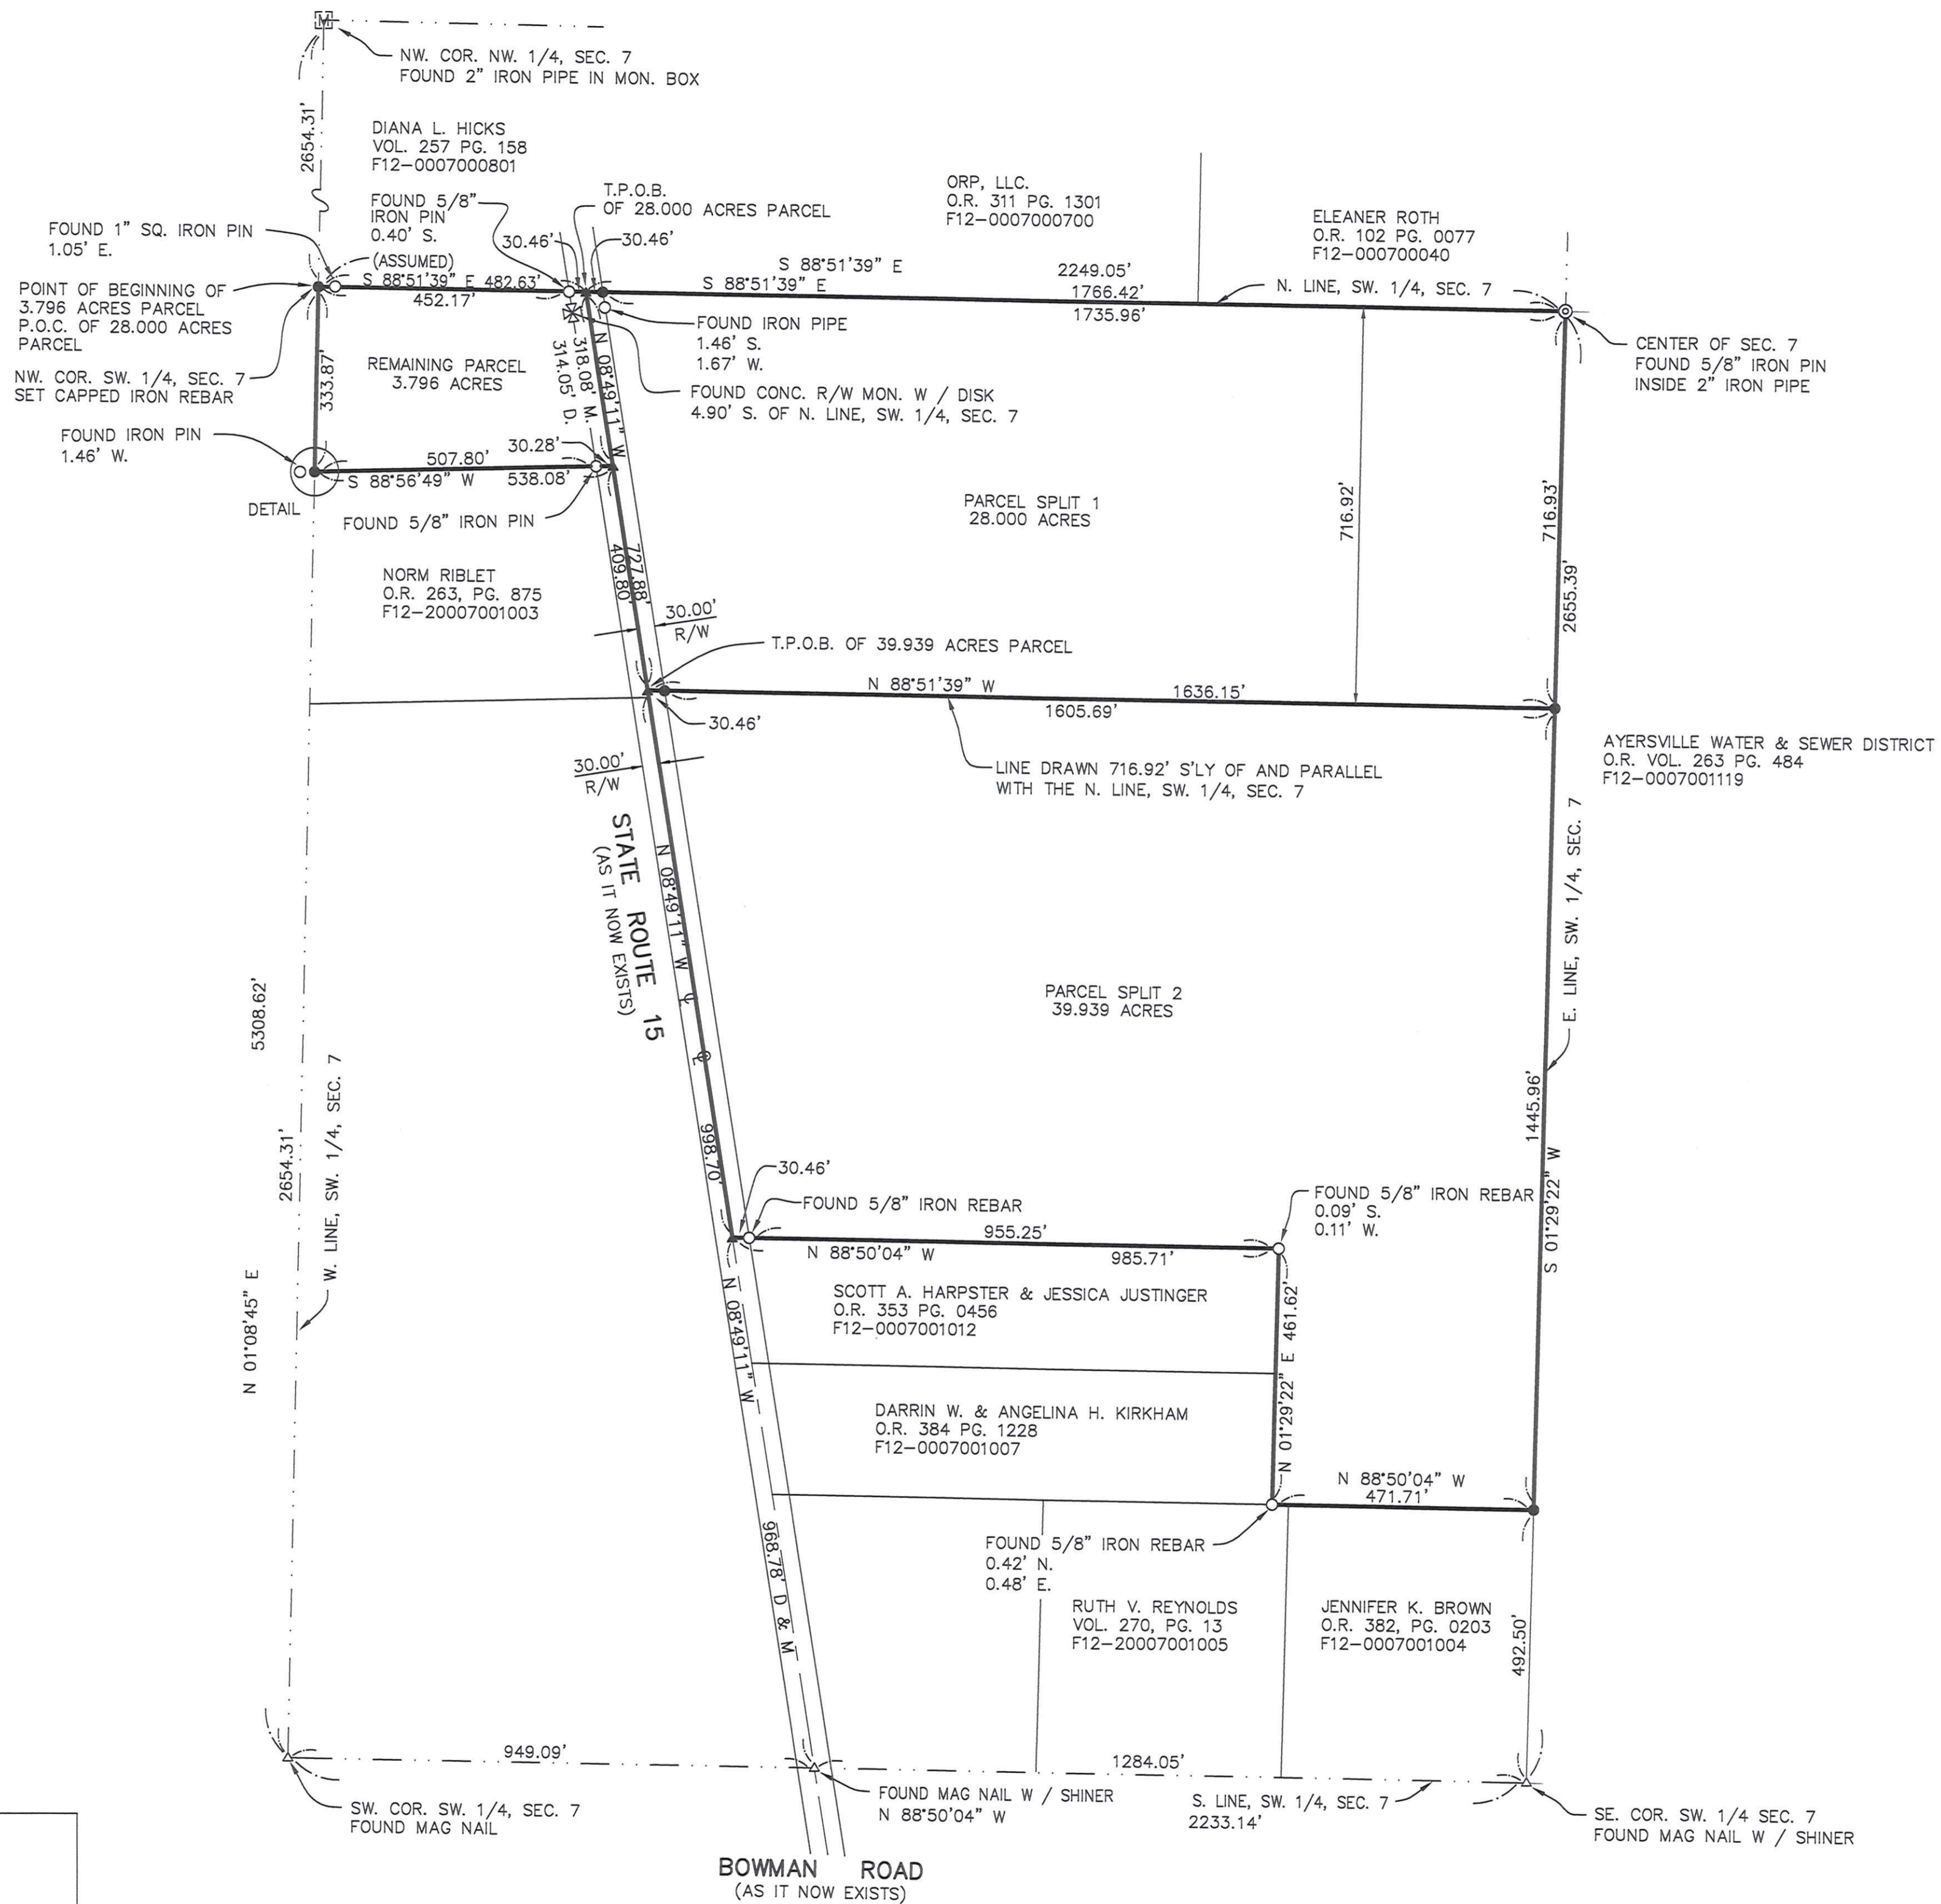 M
NW. COR. NW. 1/4, SEC. 7
FOUND 2" IRON PIPE IN MON. BOX
2654.31'
DIANA L. HICKS
VOL. 257 PG. 158
F12-0007000801
FOUND 5/8"
IRON PIN
0.40' S.
T.P.O.B.
OF 28.000 ACRES PARCEL
ORP, LLC.
O.R. 311 PG. 1301
F12-0007000700
ELEANER ROTH
O.R. 102 PG. 0077
F12-000700040
FOUND 1" SQ. IRON PIN
1.05' E.
30.46'
30.46'
(ASSUMED)
S 88°51'39" E 482.63'
452.17'
S 88°51'39" E
2249.05'
S 88°51'39" E
1766.42'
1735.96'
N. LINE, SW. 1/4, SEC. 7
POINT OF BEGINNING OF
3.796 ACRES PARCEL
P.O.C. OF 28.000 ACRES
PARCEL
NW. COR. SW. 1/4, SEC. 7
SET CAPPED IRON REBAR
333.87'
REMAINING PARCEL
3.796 ACRES
314.05' D.
318.08' M.
N 08°49'11" W
FOUND IRON PIPE
1.46' S.
1.67' W.
FOUND CONC. R/W MON. W / DISK
4.90' S. OF N. LINE, SW. 1/4, SEC. 7
CENTER OF SEC. 7
FOUND 5/8" IRON PIN
INSIDE 2" IRON PIPE
FOUND IRON PIN
1.46' W.
507.80'
30.28'
S 88°56'49" W
538.08'
DETAIL
FOUND 5/8" IRON PIN
PARCEL SPLIT 1
28.000 ACRES
716.92'
716.93'
2655.39'
NORM RIBLET
O.R. 263, PG. 875
F12-20007001003
409.80'
727.88'
30.00'
R/W
T.P.O.B. OF 39.939 ACRES PARCEL
N 88°51'39" W
1636.15'
1605.69'
30.46'
30.00'
R/W
LINE DRAWN 716.92' S'LY OF AND PARALLEL
WITH THE N. LINE, SW. 1/4, SEC. 7
AYERSVILLE WATER & SEWER DISTRICT
O.R. VOL. 263 PG. 484
F12-0007001119
STATE ROUTE 15
(AS IT NOW EXISTS)
N 08°49'11" W
E. LINE, SW. 1/4, SEC. 7
PARCEL SPLIT 2
39.939 ACRES
5308.62'
W. LINE, SW. 1/4, SEC. 7
2654.31'
N 01°08'45" E
998.70'
1445.96'
S 01°29'22" W
30.46'
FOUND 5/8" IRON REBAR
FOUND 5/8" IRON REBAR
0.09' S.
0.11' W.
955.25'
N 88°50'04" W
985.71'
N 08°49'11" W
SCOTT A. HARPSTER & JESSICA JUSTINGER
O.R. 353 PG. 0456
F12-0007001012
N 01°29'22" E 461.62'
DARRIN W. & ANGELINA H. KIRKHAM
O.R. 384 PG. 1228
F12-0007001007
N 88°50'04" W
471.71'
968.78' D & M
FOUND 5/8" IRON REBAR
0.42' N.
0.48' E.
RUTH V. REYNOLDS
VOL. 270, PG. 13
F12-20007001005
JENNIFER K. BROWN
O.R. 382, PG. 0203
F12-0007001004
492.50'
949.09'
1284.05'
FOUND MAG NAIL W / SHINER
N 88°50'04" W
S. LINE, SW. 1/4, SEC. 7
2233.14'
SW. COR. SW. 1/4, SEC. 7
FOUND MAG NAIL
SE. COR. SW. 1/4 SEC. 7
FOUND MAG NAIL W / SHINER
BOWMAN ROAD
(AS IT NOW EXISTS)